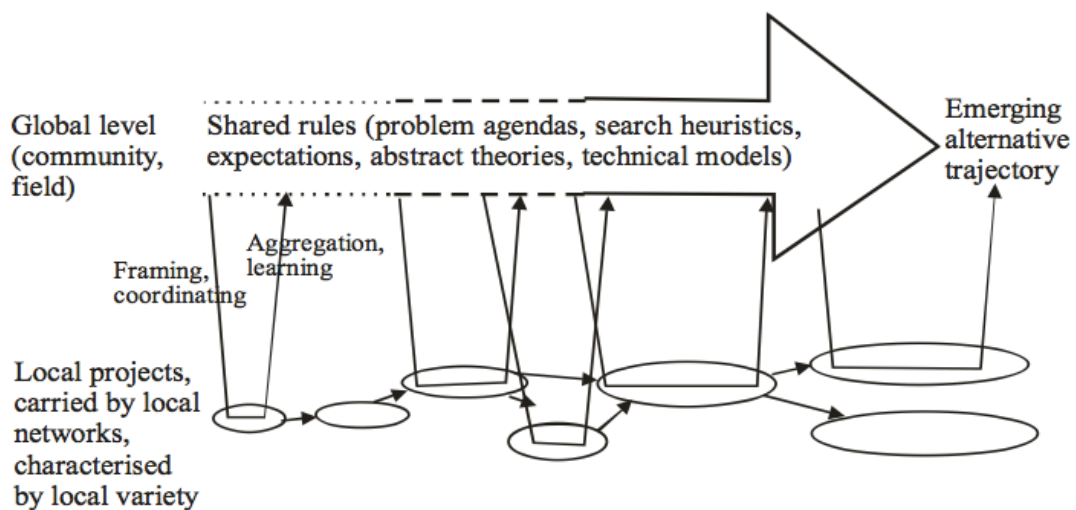 Global level
(community,
field)
Shared rules (problem agendas, search heuristics,
expectations, abstract theories, technical models)
Emerging
alternative
trajectory
Framing,
coordinating
Aggregation,
learning
Local projects,
carried by local
networks,
characterised
by local variety